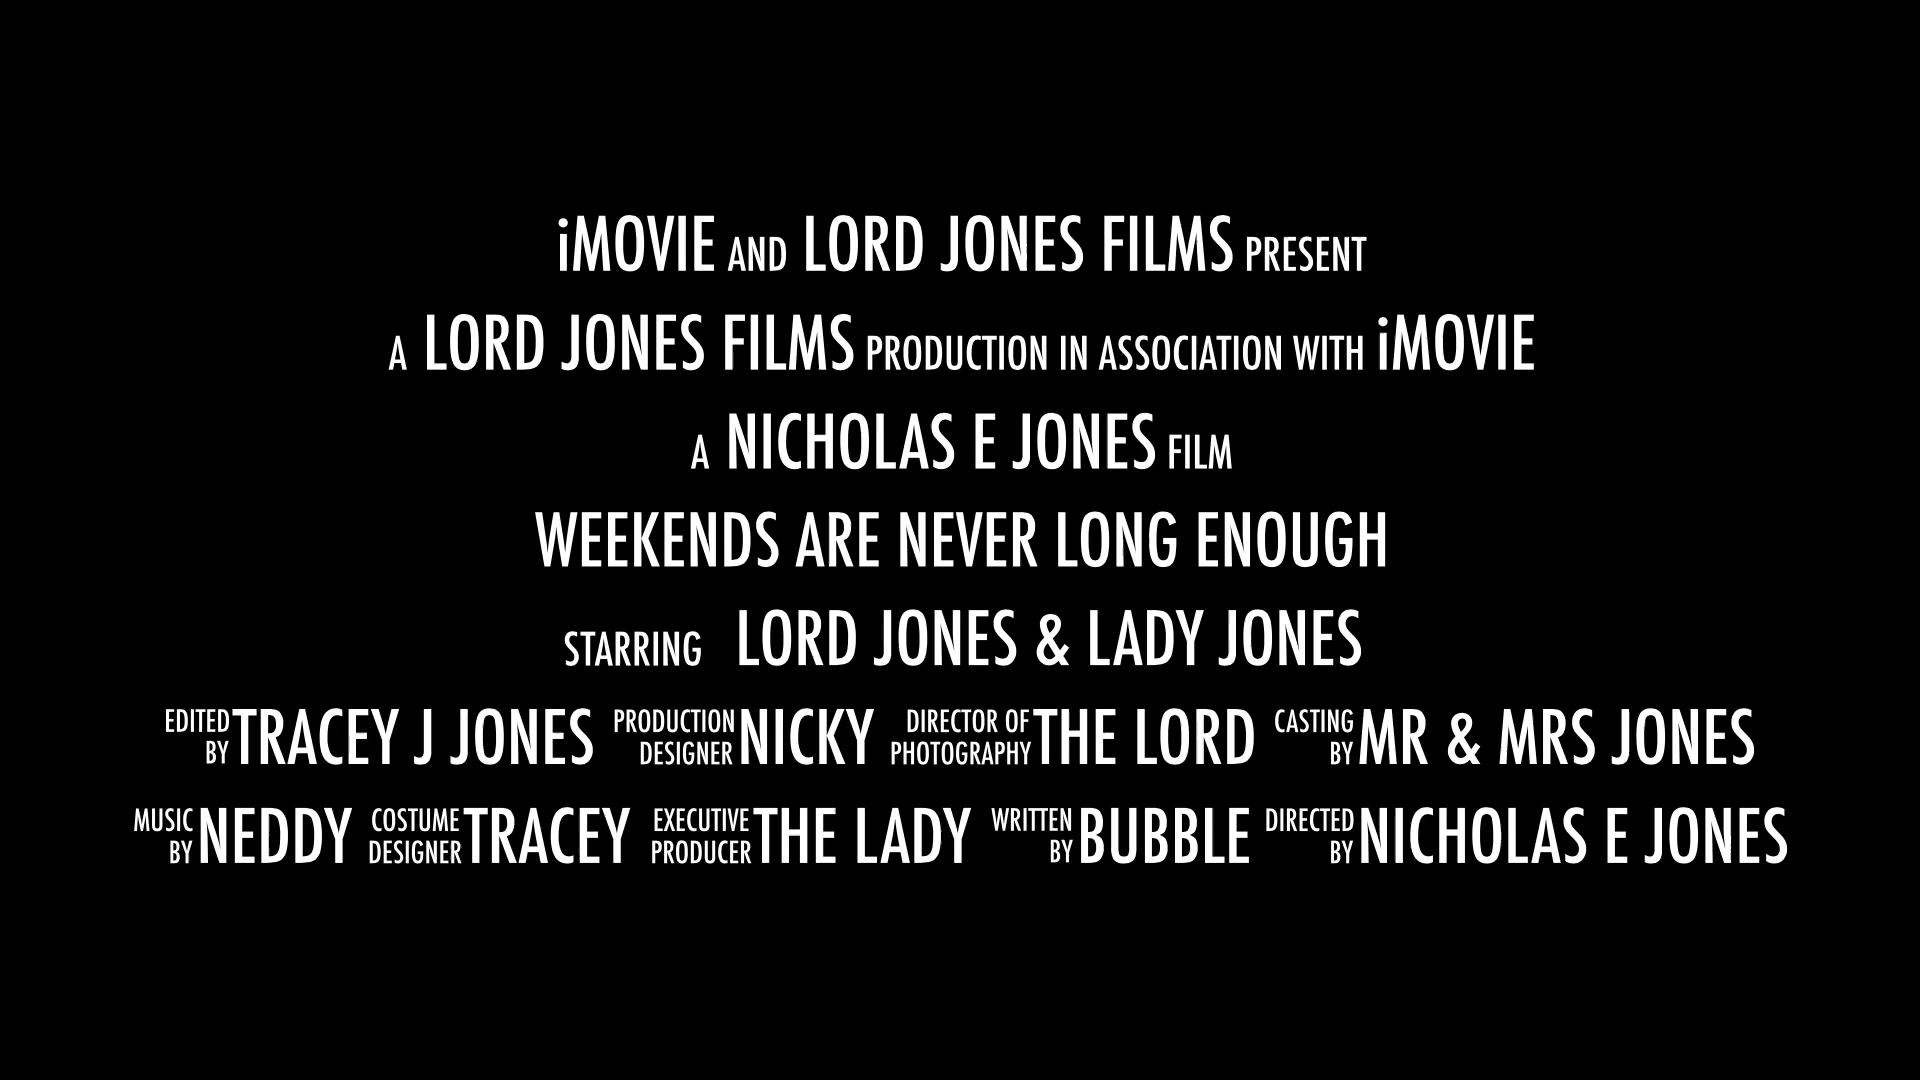 iMOVIE AND LORD JONES FILMS PRESENT
A LORD JONES FILMS PRODUCTION IN ASSOCIATION WITH iMOVIE
A NICHOLAS E JONES FILM
WEEKENDS ARE NEVER LONG ENOUGH
STARRING LORD JONES & LADY JONES
EDITED BY TRACEY J JONES PRODUCTION DESIGNER NICKY DIRECTOR OF PHOTOGRAPHY THE LORD CASTING BY MR & MRS JONES
MUSIC BY NEDDY COSTUME DESIGNER TRACEY EXECUTIVE PRODUCER THE LADY WRITTEN BY BUBBLE DIRECTED BY NICHOLAS E JONES